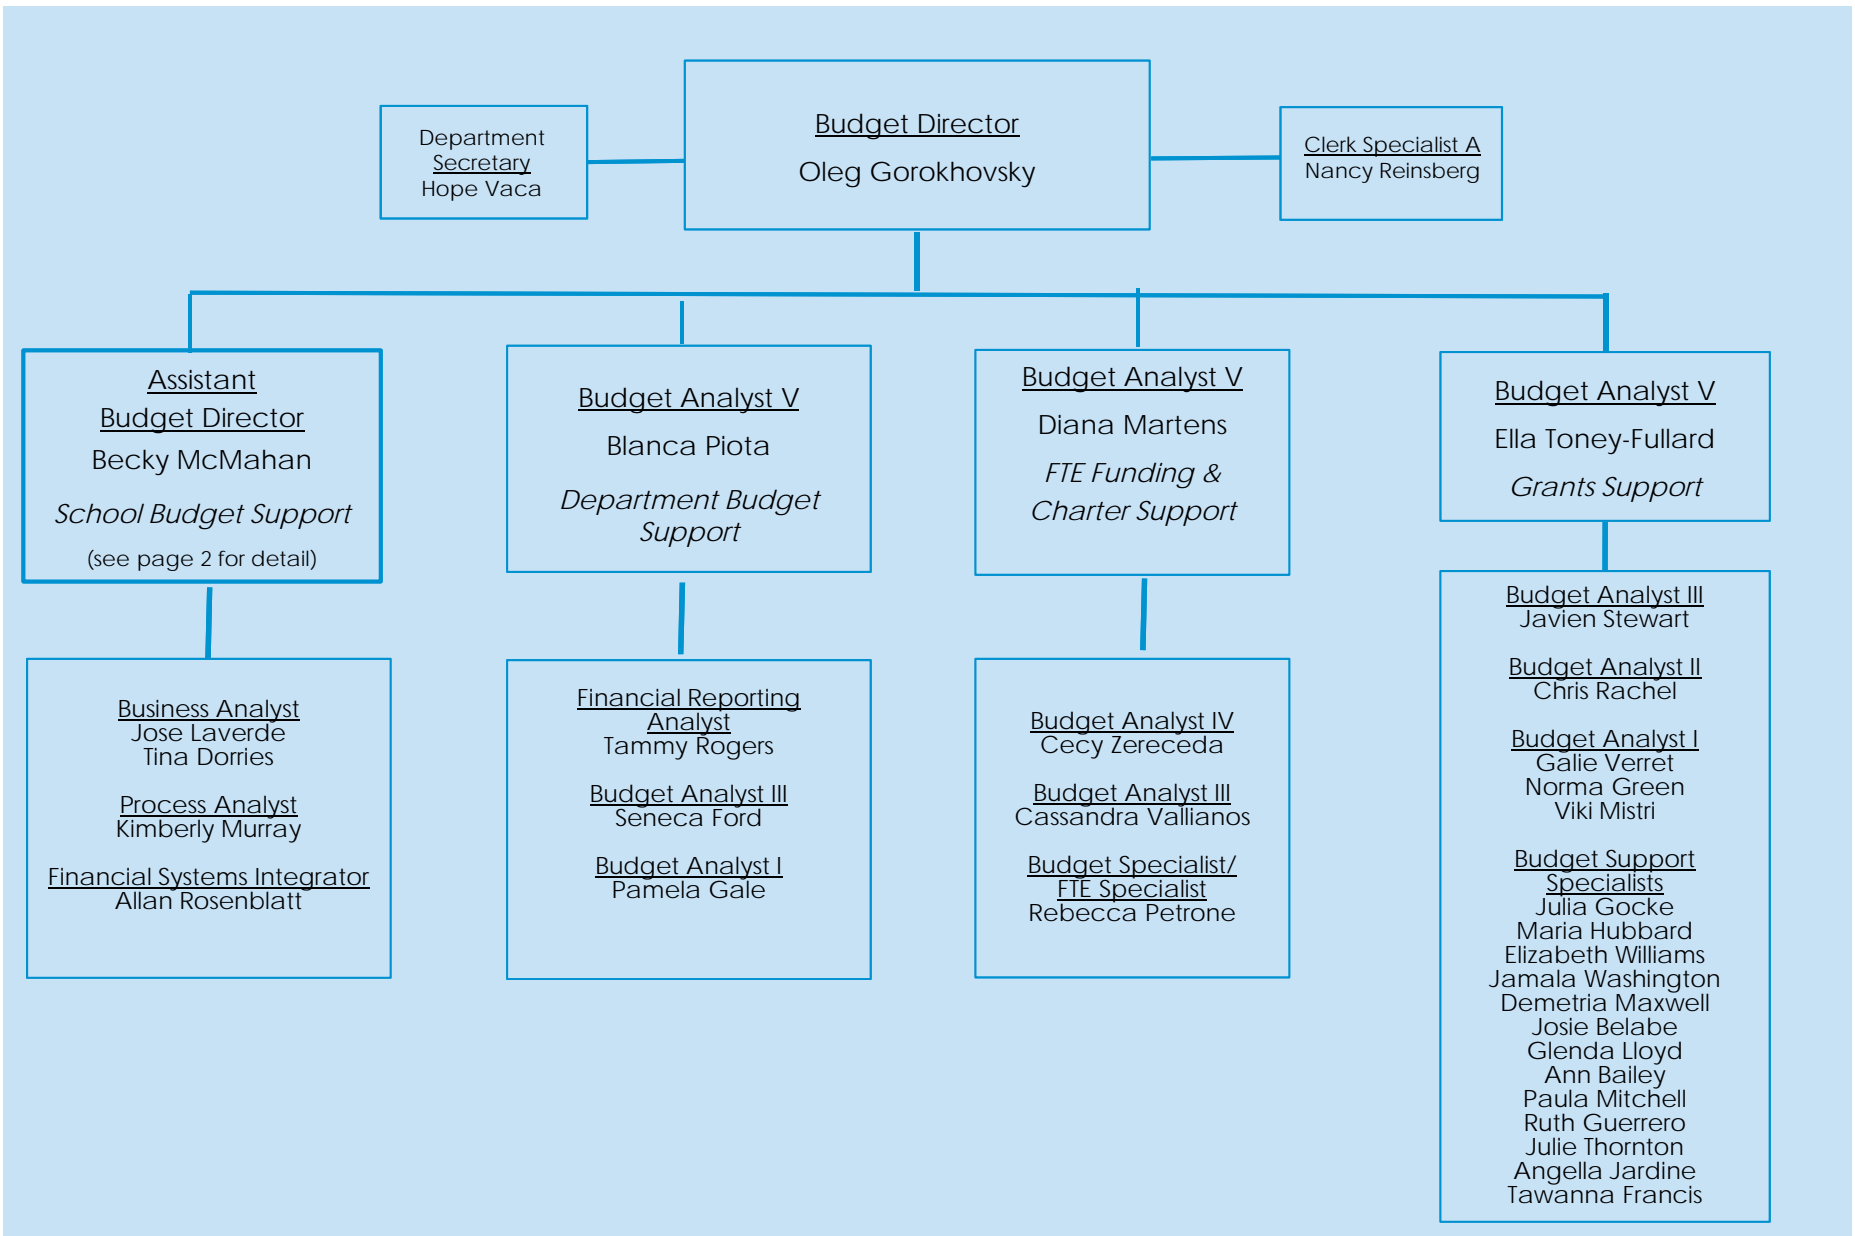 Department
Secretary
Hope Vaca
Budget Director
Oleg Gorokhovsky
Clerk Specialist A
Nancy Reinsberg
Assistant
Budget Director
Becky McMahan
School Budget Support
(see page 2 for detail)
Budget Analyst V
Blanca Piota
Department Budget
Support
Budget Analyst V
Diana Martens
FTE Funding &
Charter Support
Budget Analyst V
Ella Toney-Fullard
Grants Support
Business Analyst
Jose Laverde
Tina Dorries
Process Analyst
Kimberly Murray
Financial Systems Integrator
Allan Rosenblatt
Financial Reporting
Analyst
Tammy Rogers
Budget Analyst III
Seneca Ford
Budget Analyst I
Pamela Gale
Budget Analyst IV
Cecy Zereceda
Budget Analyst III
Cassandra Vallianos
Budget Specialist/
FTE Specialist
Rebecca Petrone
Budget Analyst III
Javien Stewart
Budget Analyst II
Chris Rachel
Budget Analyst I
Galie Verret
Norma Green
Viki Mistri
Budget Support
Specialists
Julia Gocke
Maria Hubbard
Elizabeth Williams
Jamala Washington
Demetria Maxwell
Josie Belabe
Glenda Lloyd
Ann Bailey
Paula Mitchell
Ruth Guerrero
Julie Thornton
Angella Jardine
Tawanna Francis